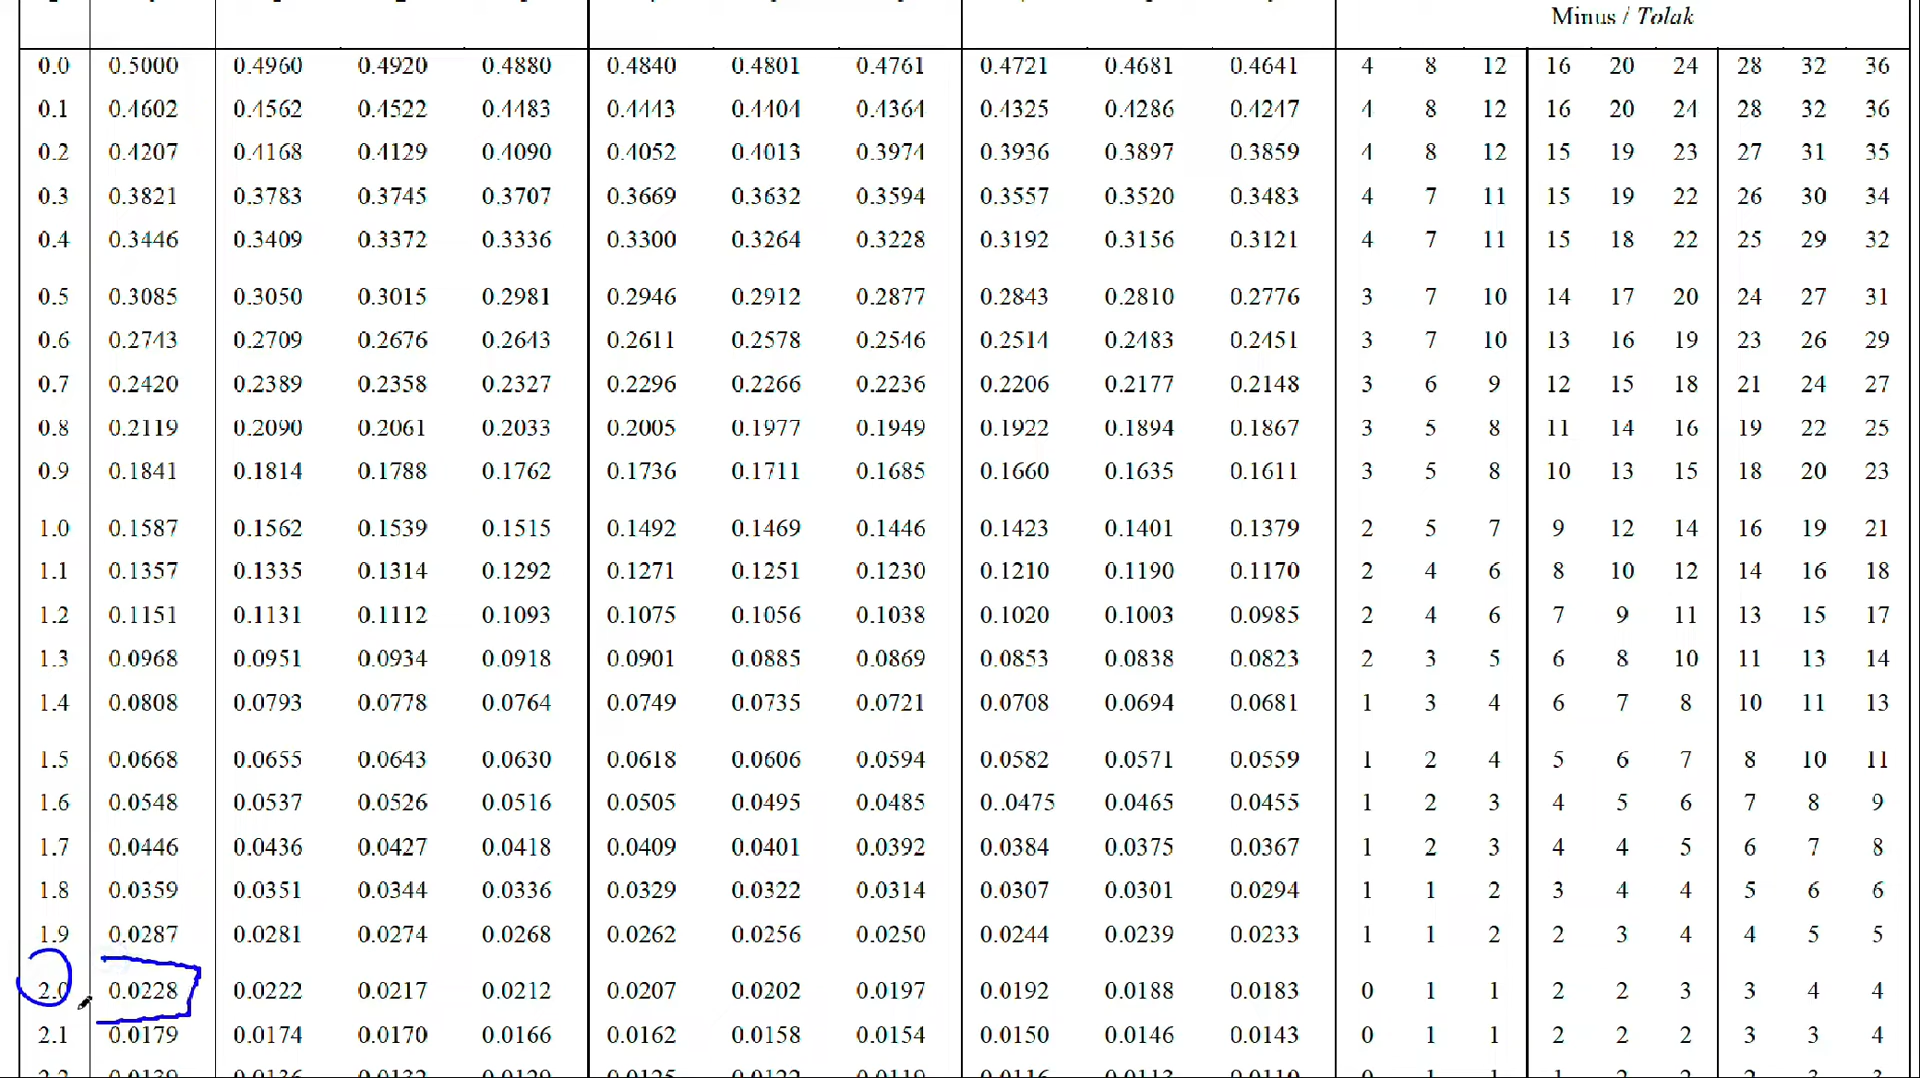 Minus / Tolak
0.0 0.5000 0.4960 0.4920 0.4880 0.4840 0.4801 0.4761 0.4721 0.4681 0.4641 4 8 12 16 20 24 28 32 36
0.1 0.4602 0.4562 0.4522 0.4483 0.4443 0.4404 0.4364 0.4325 0.4286 0.4247 4 8 12 16 20 24 28 32 36
0.2 0.4207 0.4168 0.4129 0.4090 0.4052 0.4013 0.3974 0.3936 0.3897 0.3859 4 8 12 15 19 23 27 31 35
0.3 0.3821 0.3783 0.3745 0.3707 0.3669 0.3632 0.3594 0.3557 0.3520 0.3483 4 7 11 15 19 22 26 30 34
0.4 0.3446 0.3409 0.3372 0.3336 0.3300 0.3264 0.3228 0.3192 0.3156 0.3121 4 7 11 15 18 22 25 29 32
0.5 0.3085 0.3050 0.3015 0.2981 0.2946 0.2912 0.2877 0.2843 0.2810 0.2776 3 7 10 14 17 20 24 27 31
0.6 0.2743 0.2709 0.2676 0.2643 0.2611 0.2578 0.2546 0.2514 0.2483 0.2451 3 7 10 13 16 19 23 26 29
0.7 0.2420 0.2389 0.2358 0.2327 0.2296 0.2266 0.2236 0.2206 0.2177 0.2148 3 6 9 12 15 18 21 24 27
0.8 0.2119 0.2090 0.2061 0.2033 0.2005 0.1977 0.1949 0.1922 0.1894 0.1867 3 5 8 11 14 16 19 22 25
0.9 0.1841 0.1814 0.1788 0.1762 0.1736 0.1711 0.1685 0.1660 0.1635 0.1611 3 5 8 10 13 15 18 20 23
1.0 0.1587 0.1562 0.1539 0.1515 0.1492 0.1469 0.1446 0.1423 0.1401 0.1379 2 5 7 9 12 14 16 19 21
1.1 0.1357 0.1335 0.1314 0.1292 0.1271 0.1251 0.1230 0.1210 0.1190 0.1170 2 4 6 8 10 12 14 16 18
1.2 0.1151 0.1131 0.1112 0.1093 0.1075 0.1056 0.1038 0.1020 0.1003 0.0985 2 4 6 7 9 11 13 15 17
1.3 0.0968 0.0951 0.0934 0.0918 0.0901 0.0885 0.0869 0.0853 0.0838 0.0823 2 3 5 6 8 10 11 13 14
1.4 0.0808 0.0793 0.0778 0.0764 0.0749 0.0735 0.0721 0.0708 0.0694 0.0681 1 3 4 6 7 8 10 11 13
1.5 0.0668 0.0655 0.0643 0.0630 0.0618 0.0606 0.0594 0.0582 0.0571 0.0559 1 2 4 5 6 7 8 10 11
1.6 0.0548 0.0537 0.0526 0.0516 0.0505 0.0495 0.0485 0..0475 0.0465 0.0455 1 2 3 4 5 6 7 8 9
1.7 0.0446 0.0436 0.0427 0.0418 0.0409 0.0401 0.0392 0.0384 0.0375 0.0367 1 2 3 4 4 5 6 7 8
1.8 0.0359 0.0351 0.0344 0.0336 0.0329 0.0322 0.0314 0.0307 0.0301 0.0294 1 1 2 3 4 4 5 6 6
1.9 0.0287 0.0281 0.0274 0.0268 0.0262 0.0256 0.0250 0.0244 0.0239 0.0233 1 1 2 2 3 4 4 5 5
2.0 0.0228 0.0222 0.0217 0.0212 0.0207 0.0202 0.0197 0.0192 0.0188 0.0183 0 1 1 2 2 3 3 4 4
2.1 0.0179 0.0174 0.0170 0.0166 0.0162 0.0158 0.0154 0.0150 0.0146 0.0143 0 1 1 2 2 2 3 3 4